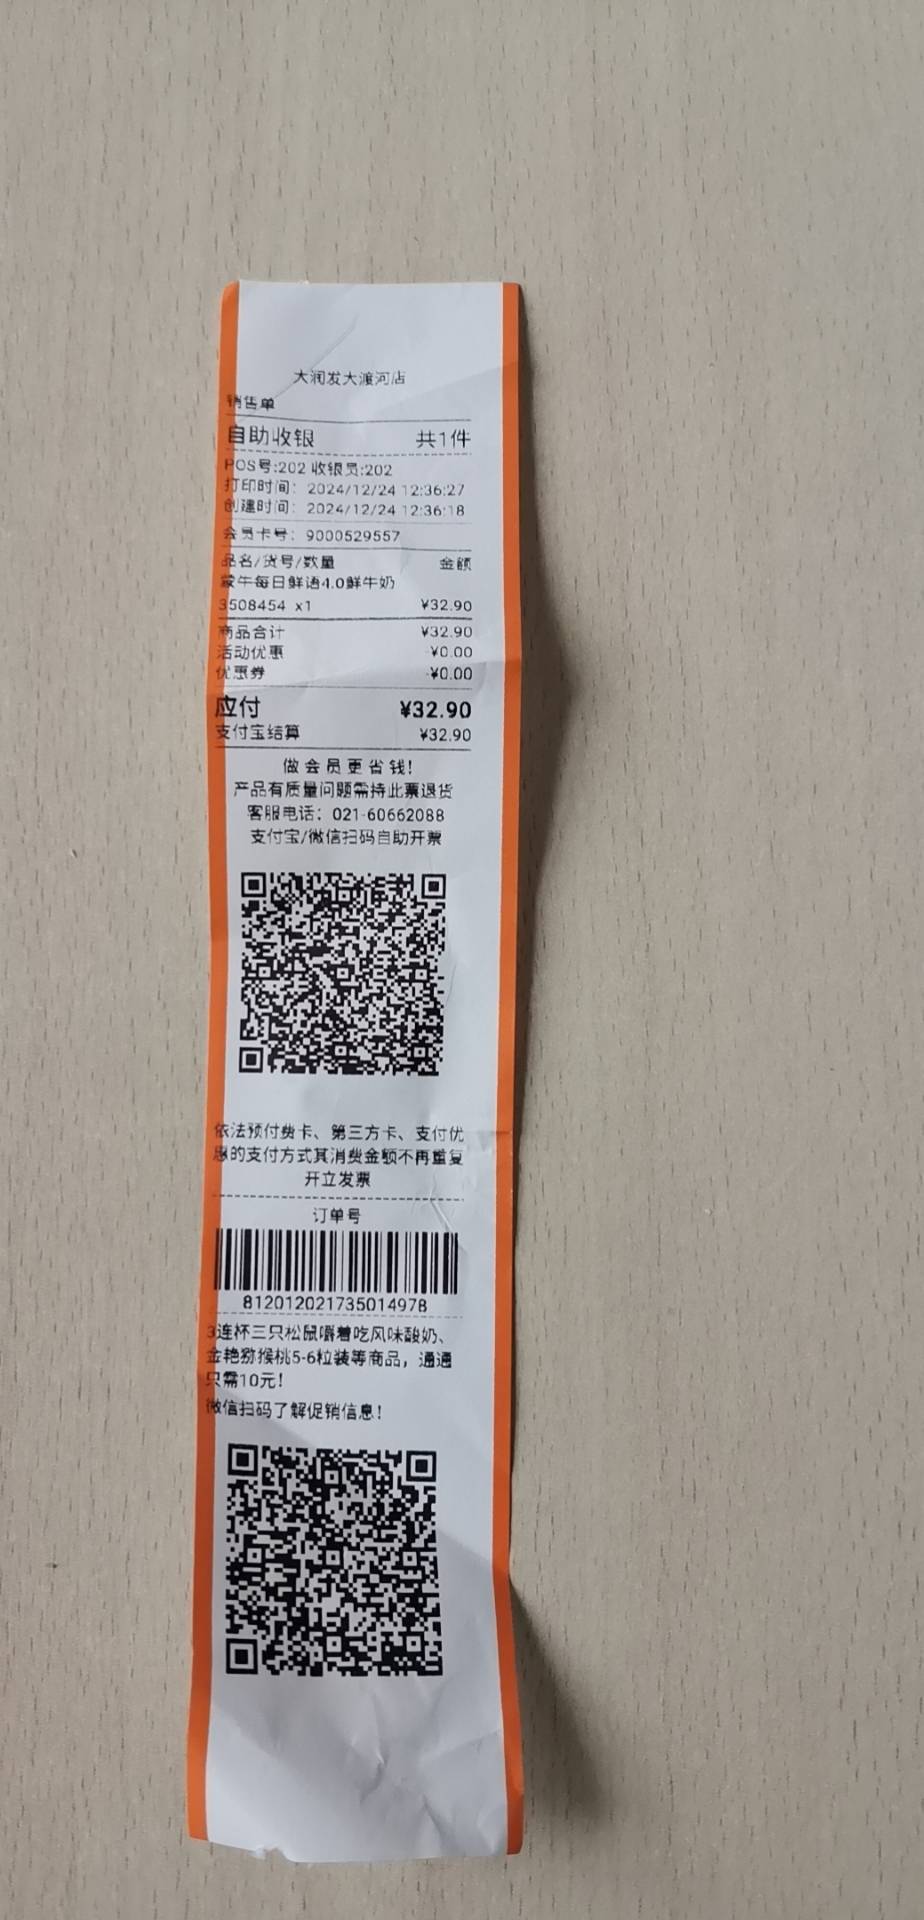 大润发大渡河店
销售单
自助收银 共1件
POS号:202 收银员:202
打印时间: 2024/12/24 12:36:27
创建时间: 2024/12/24 12:36:18
会员卡号: 9000529557
品名/货号/数量 金额
蒙牛每日鲜语4.0鲜牛奶
3508454 x1 ¥32.90
商品合计 ¥32.90
活动优惠 -¥0.00
优惠券 -¥0.00
应付 ¥32.90
支付宝结算 ¥32.90
做会员更省钱!
产品有质量问题需持此票退货
客服电话: 021-60662088
支付宝/微信扫码自助开票
依法预付费卡、第三方卡、支付优
惠的支付方式其消费金额不再重复
开立发票
订单号
812012021735014978
3连杯三只松鼠嚼着吃风味酸奶、
金艳猕猴桃5-6粒装等商品，通通
只需10元!
微信扫码了解促销信息!